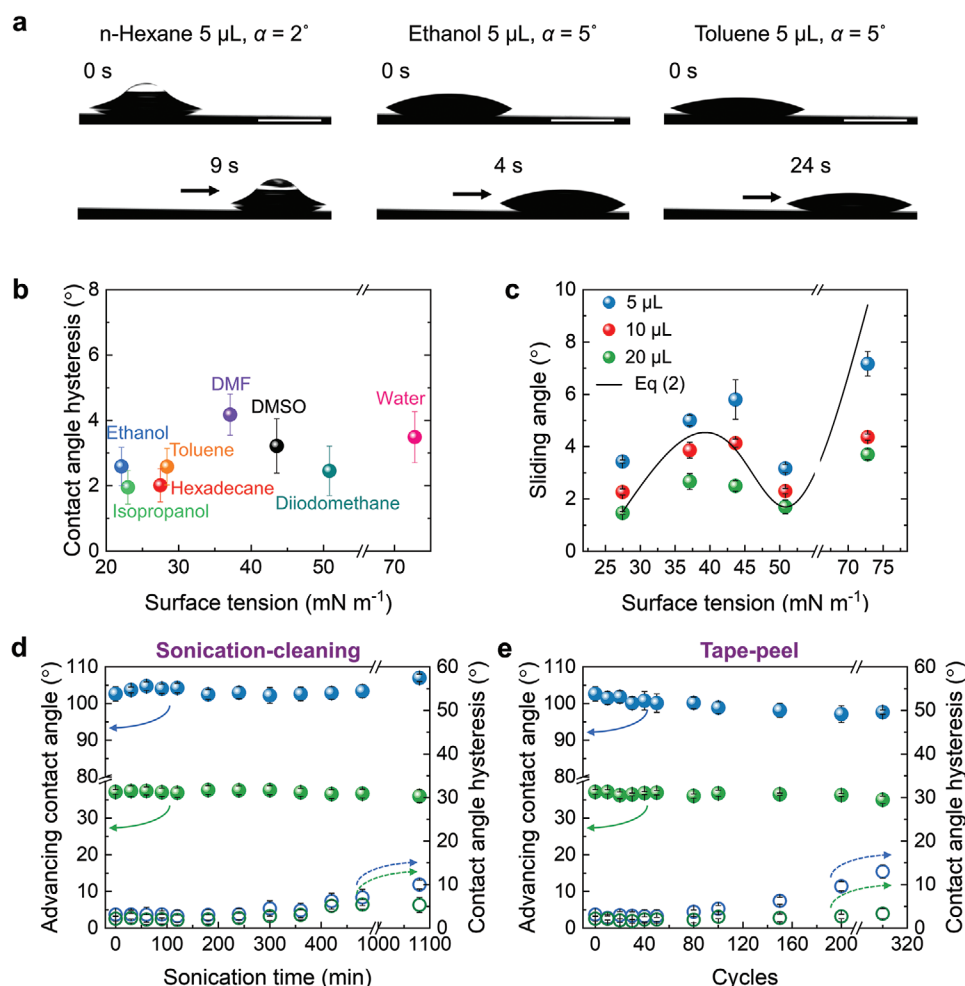 a
n-Hexane 5 µL, α = 2°
Ethanol 5 µL, α = 5°
Toluene 5 µL, α = 5°
0 s
0 s
0 s
9 s
4 s
24 s
b
Contact angle hysteresis (°)
8
6
4
2
0
DMF
DMSO
Water
Ethanol
Toluene
Hexadecane
Isopropanol
Diiodomethane
20
30
40
50
70
Surface tension (mN m⁻¹)
c
Sliding angle (°)
10
8
6
4
2
0
5 µL
10 µL
20 µL
Eq (2)
25
30
35
40
45
50
55
60
70
75
Surface tension (mN m⁻¹)
d
Sonication-cleaning
Advancing contact angle (°)
110
100
90
80
30
20
10
0
60
50
40
30
20
10
0
Contact angle hysteresis (°)
0
100
200
300
400
500
1000
1100
Sonication time (min)
e
Tape-peel
Advancing contact angle (°)
110
100
90
80
30
20
10
0
60
50
40
30
20
10
0
Contact angle hysteresis (°)
0
40
80
120
160
200
280
320
Cycles